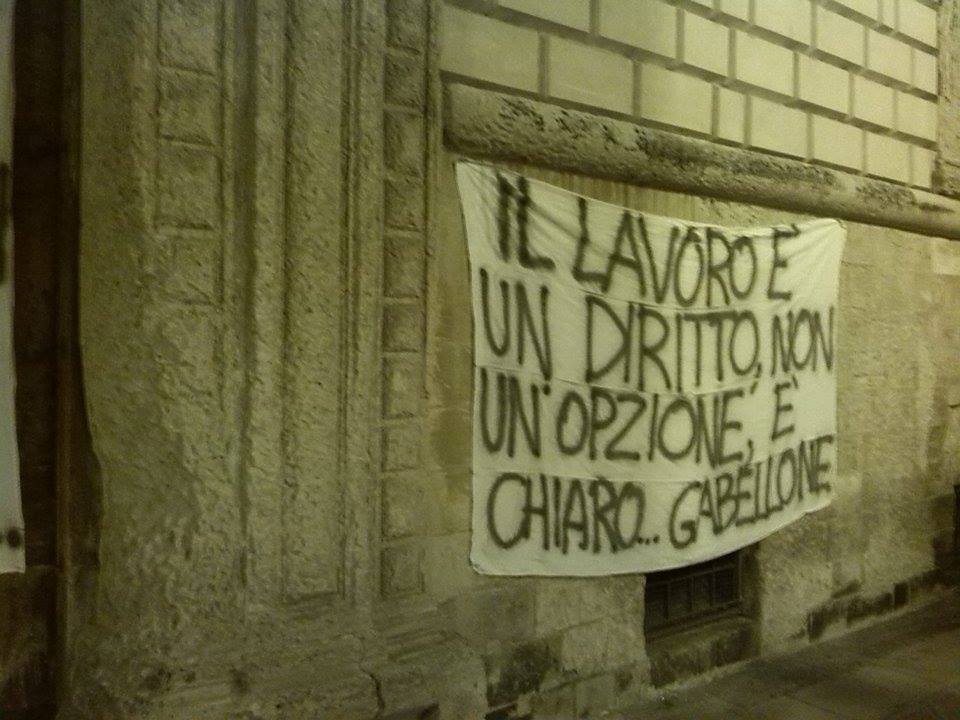 IL LAVORO E'
UN DIRITTO, NON
UN' OPZIONE, E'
CHIARO... GABELLONE